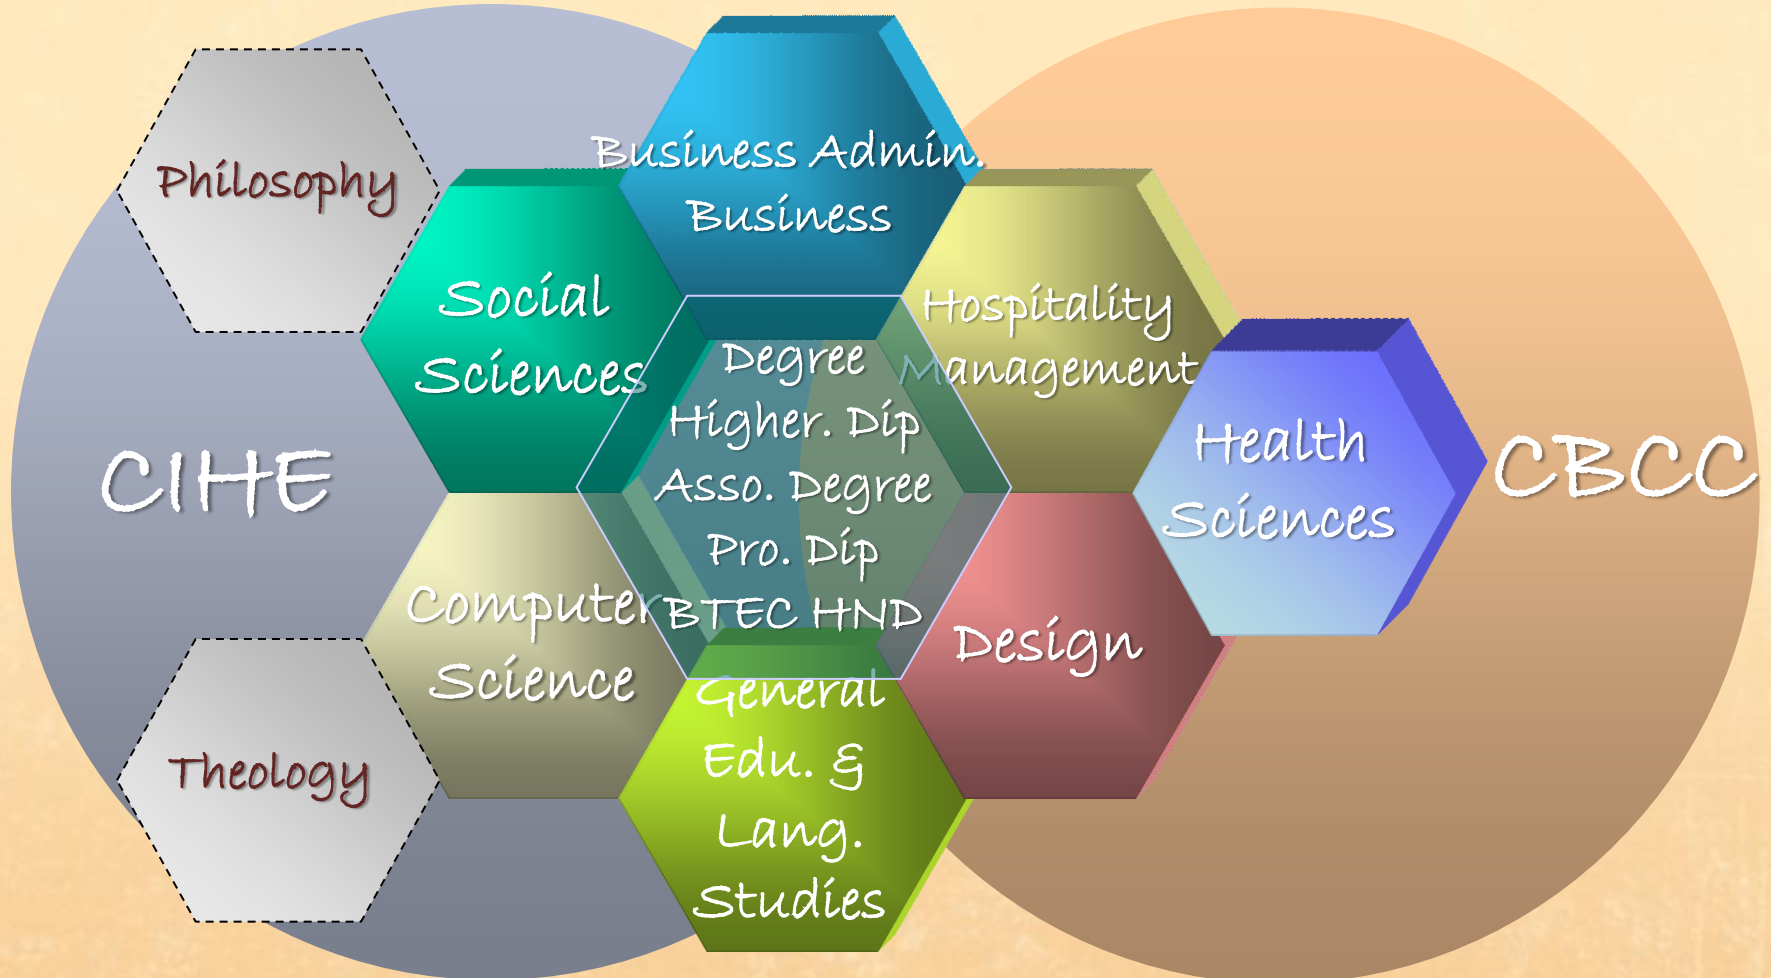 Philosophy
Business Admin.
Business
Social
Sciences
Hospitality
Management
Degree
Higher. Dip
Asso. Degree
Pro. Dip
BTEC HND
Health
Sciences
CIHE
CBCC
Computer
Science
Design
General
Edu. &
Lang.
Studies
Theology